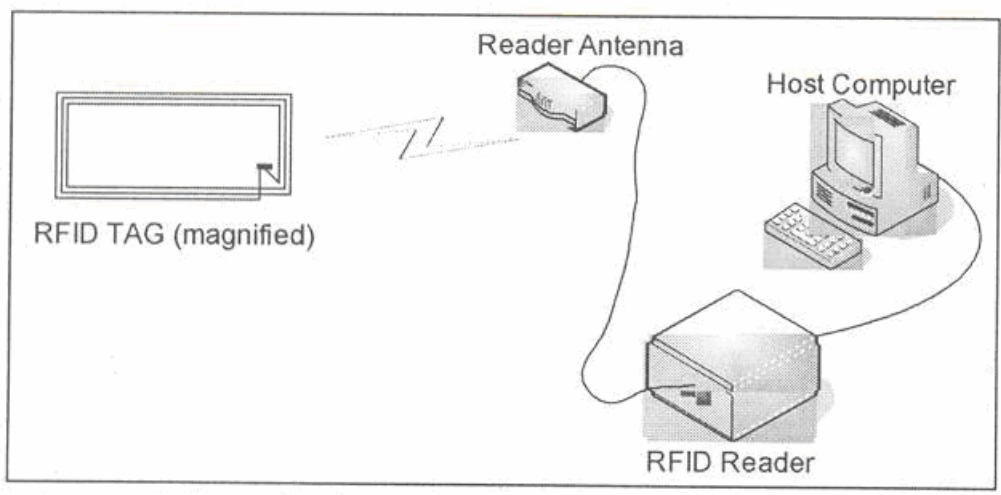 Reader Antenna
Host Computer
RFID TAG (magnified)
RFID Reader